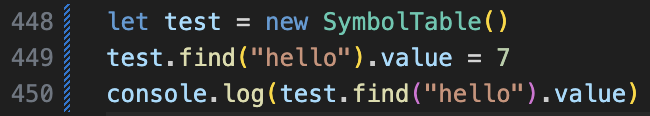 448 let test = new SymbolTable()
449 test.find("hello").value = 7
450 console.log(test.find("hello").value)